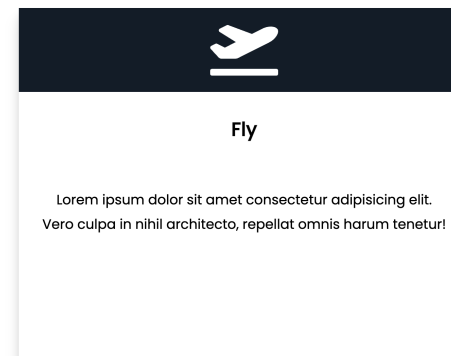 Fly
Lorem ipsum dolor sit amet consectetur adipisicing elit.
Vero culpa in nihil architecto, repellat omnis harum tenetur!